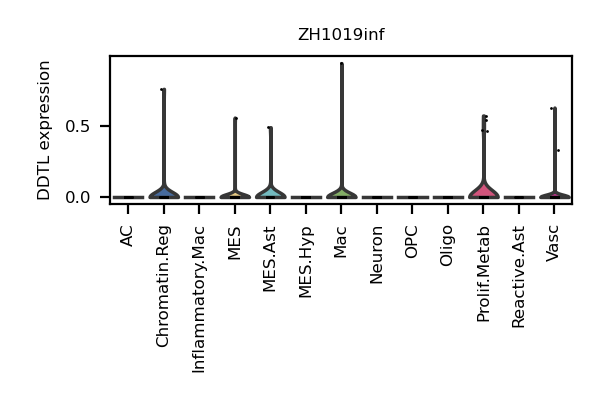 ZH1019inf
DDTL expression
0.5
0.0
AC
Chromatin.Reg
Inflammatory.Mac
MES
MES.Ast
MES.Hyp
Mac
Neuron
OPC
Oligo
Prolif.Metab
Reactive.Ast
Vasc